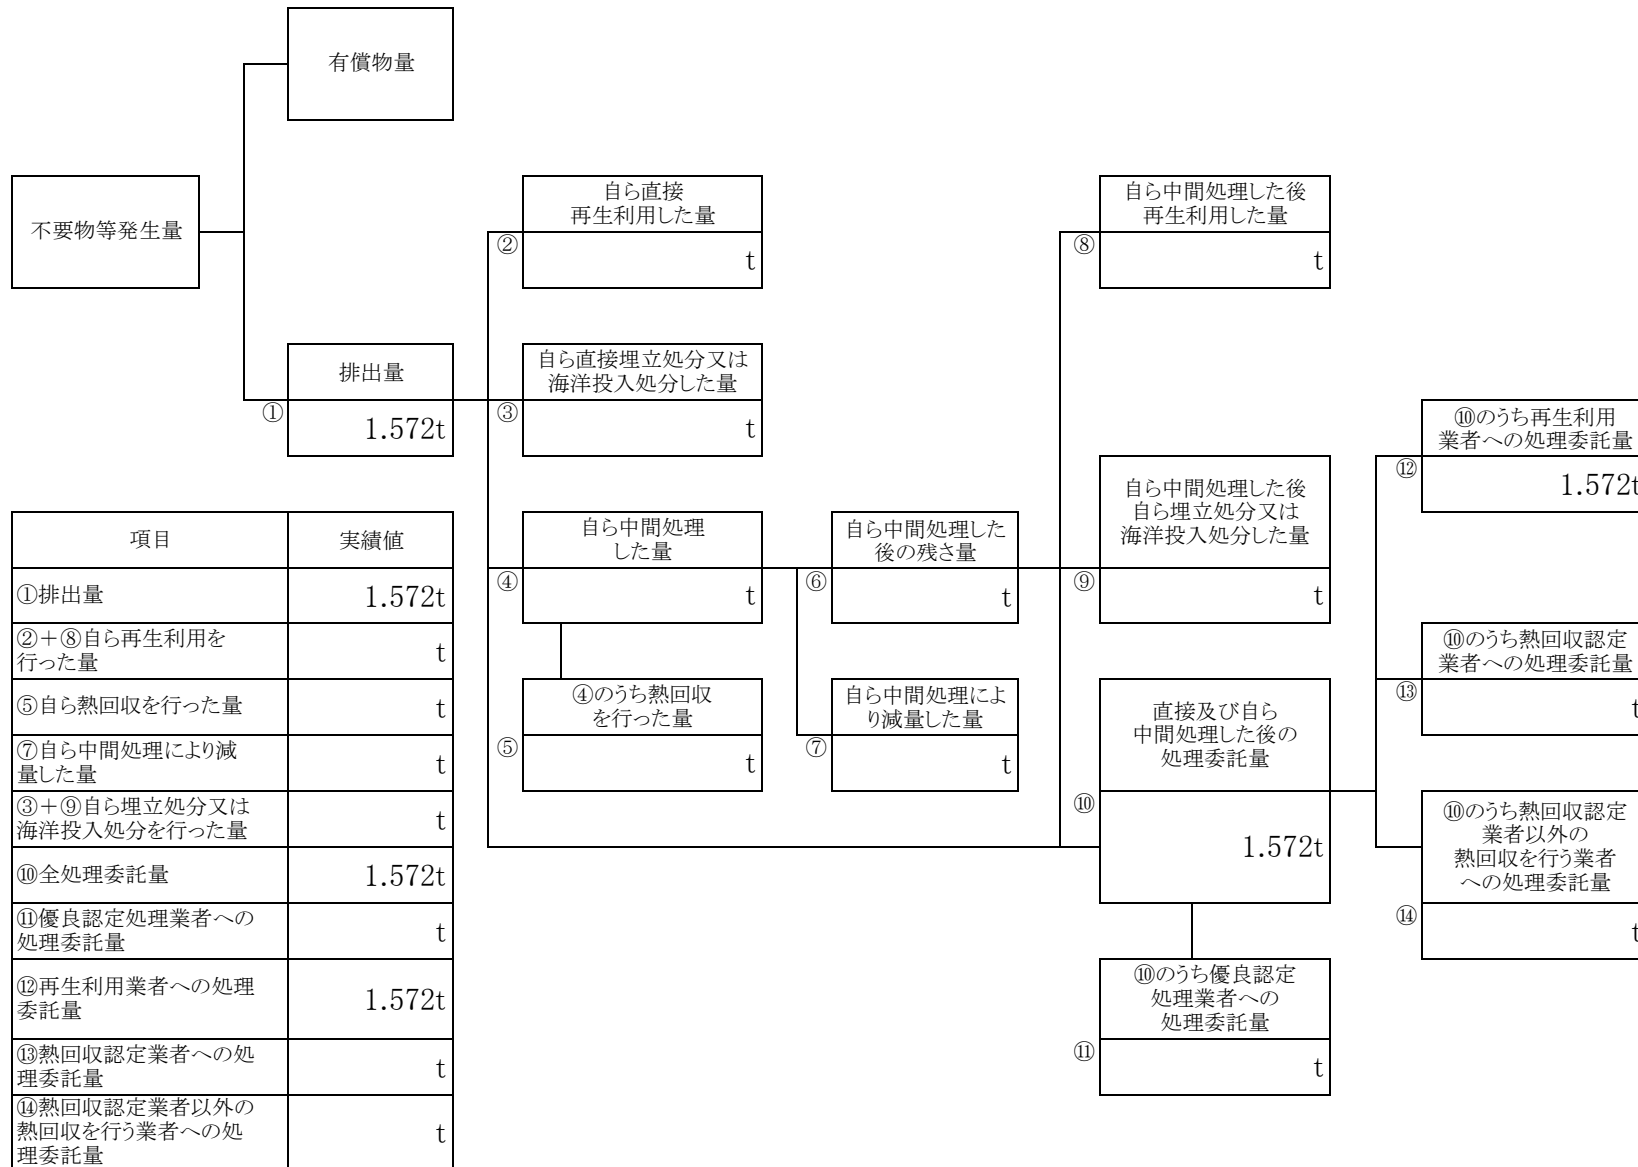 有償物量
不要物等発生量
自ら直接
再生利用した量
②
t
自ら中間処理した後
再生利用した量
⑧
t
排出量
①
1.572t
自ら直接埋立処分又は
海洋投入処分した量
③
t
⑩のうち再生利用
業者への処理委託量
⑫
1.572t
自ら中間処理
した量
④
t
自ら中間処理した
後の残さ量
⑥
t
自ら中間処理した後
自ら埋立処分又は
海洋投入処分した量
⑨
t
⑩のうち熱回収認定
業者への処理委託量
⑬
t
④のうち熱回収
を行った量
⑤
t
自ら中間処理によ
り減量した量
⑦
t
直接及び自ら
中間処理した後の
処理委託量
⑩
1.572t
⑩のうち熱回収認定
業者以外の
熱回収を行う業者
への処理委託量
⑭
t
⑩のうち優良認定
処理業者への
処理委託量
⑪
t
項目 実績値
①排出量 1.572t
②+⑧自ら再生利用を
行った量 t
⑤自ら熱回収を行った量 t
⑦自ら中間処理により減
量した量 t
③+⑨自ら埋立処分又は
海洋投入処分を行った量 t
⑩全処理委託量 1.572t
⑪優良認定処理業者への
処理委託量 t
⑫再生利用業者への処理
委託量 1.572t
⑬熱回収認定業者への処
理委託量 t
⑭熱回収認定業者以外の
熱回収を行う業者への処
理委託量 t